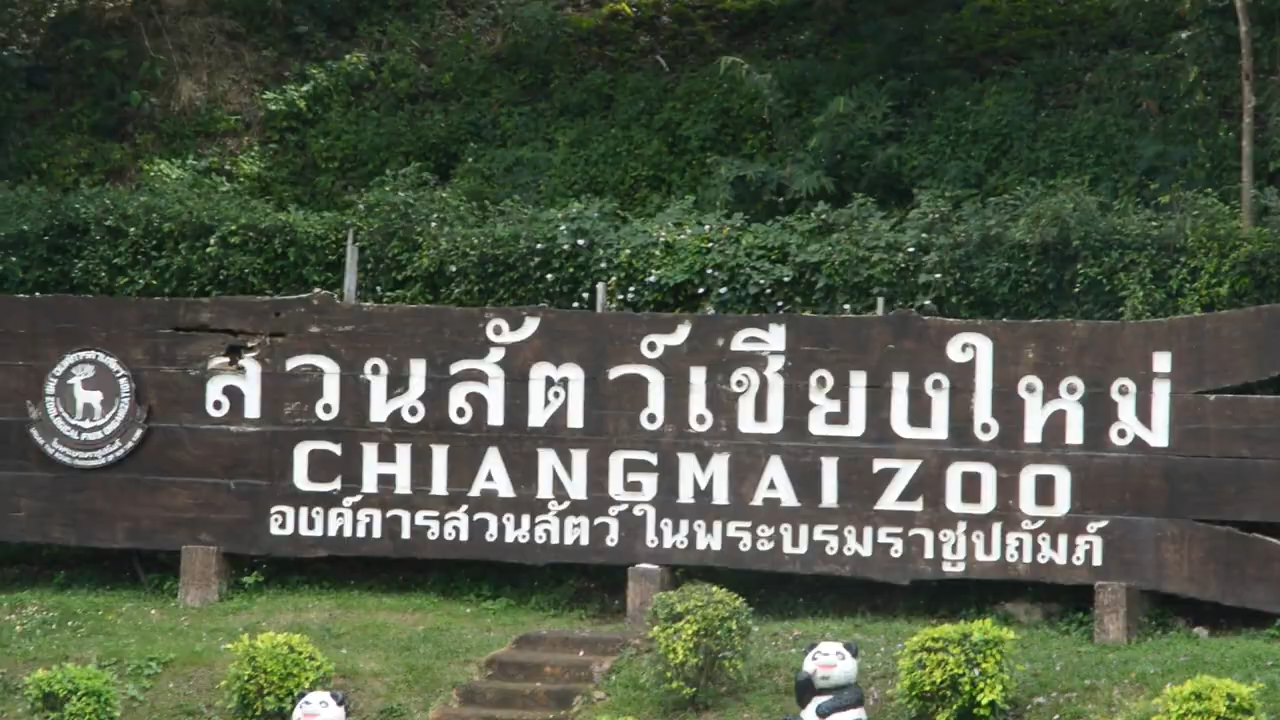 สวนสัตว์เชียงใหม่
CHIANGMAI ZOO
องค์การสวนสัตว์ ในพระบรมราชูปถัมภ์